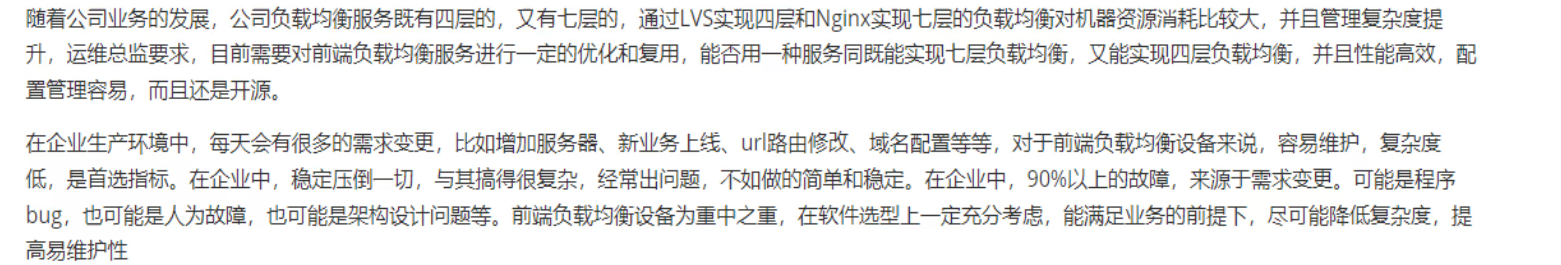 随着公司业务的发展，公司负载均衡服务既有四层的，又有七层的，通过LVS实现四层和Nginx实现七层的负载均衡对机器资源消耗比较大，并且管理复杂度提
升，运维总监要求，目前需要对前端负载均衡服务进行一定的优化和复用，能否用一种服务同既能实现七层负载均衡，又能实现四层负载均衡，并且性能高效，配
置管理容易，而且还是开源。
在企业生产环境中，每天会有很多的需求变更，比如增加服务器、新业务上线、url路由修改、域名配置等等，对于前端负载均衡设备来说，容易维护，复杂度
低，是首选指标。在企业中，稳定压倒一切，与其搞得很复杂，经常出问题，不如做的简单和稳定。在企业中，90%以上的故障，来源于需求变更。可能是程序
bug，也可能是人为故障，也可能是架构设计问题等。前端负载均衡设备为重中之重，在软件选型上一定充分考虑，能满足业务的前提下，尽可能降低复杂度，提
高易维护性